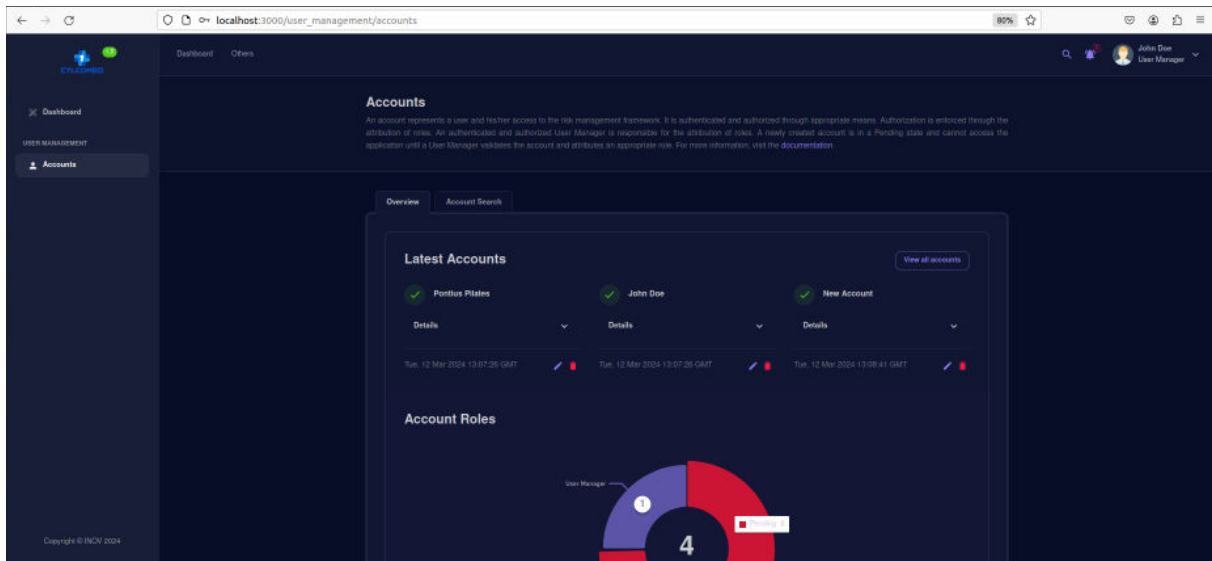 localhost:3000/user_management/accounts
80%
CYLCOMED
Dashboard Others
John Doe
User Manager
Dashboard
USER MANAGEMENT
Accounts
Accounts
An account represents a user and his/her access to the risk management framework. It is authenticated and authorized through appropriate means. Authorization is enforced through the
attribution of roles. An authenticated and authorized User Manager is responsible for the attribution of roles. A newly created account is in a Pending state and cannot access the
application until a User Manager validates the account and attributes an appropriate role. For more information, visit the documentation.
Overview Account Search
Latest Accounts
View all accounts
Pontius Pilates John Doe New Account
Details Details Details
Tue, 12 Mar 2024 13:07:26 GMT Tue, 12 Mar 2024 13:07:26 GMT Tue, 12 Mar 2024 13:08:41 GMT
Account Roles
User Manager
1
Pending
4
Copyright © INOV 2024